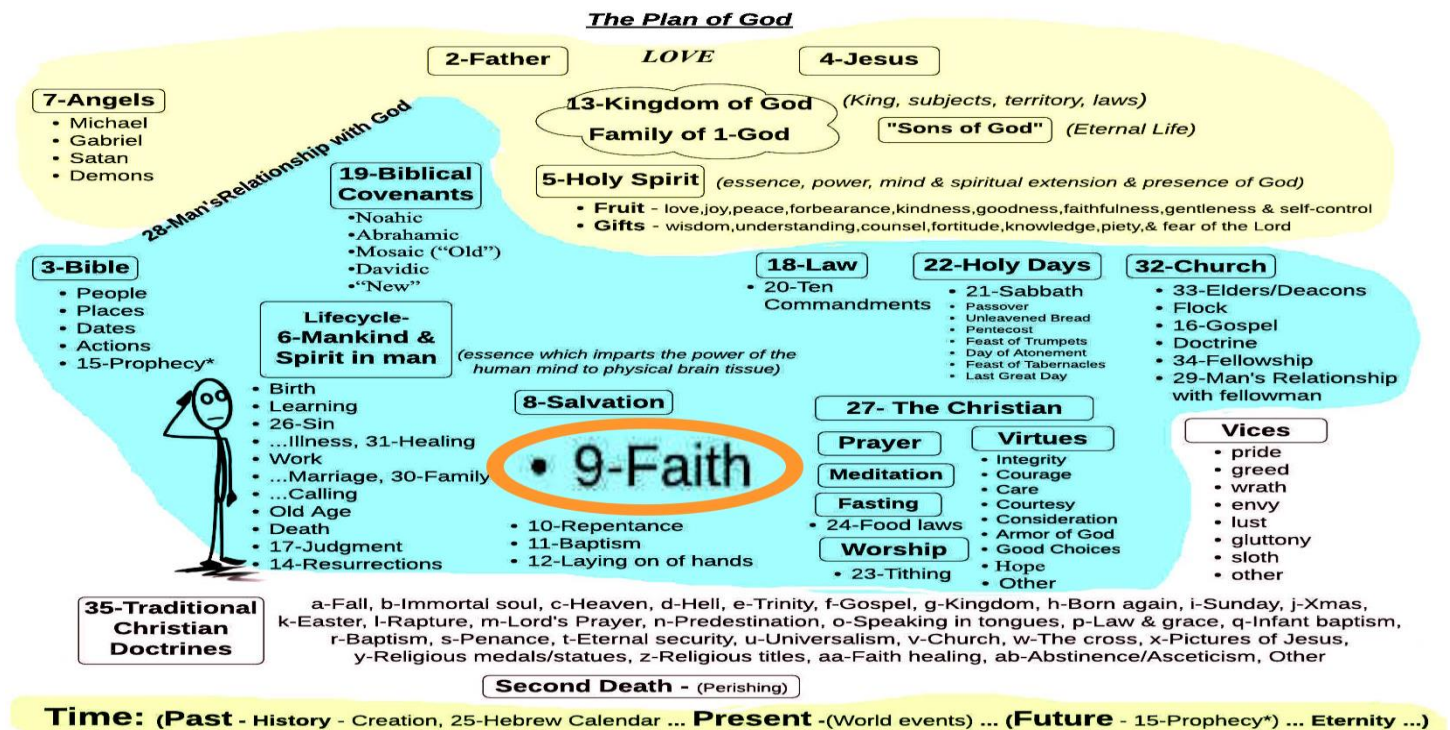 The Plan of God
2-Father
LOVE
4-Jesus
7-Angels
• Michael
• Gabriel
• Satan
• Demons
13-Kingdom of God
(King, subjects, territory, laws)
Family of 1-God
"Sons of God"
(Eternal Life)
28-Man'sRelationship with God
19-Biblical
Covenants
•Noahic
•Abrahamic
•Mosaic (“Old”)
•Davidic
•“New”
5-Holy Spirit
(essence, power, mind & spiritual extension & presence of God)
• Fruit - love,joy,peace,forbearance,kindness,goodness,faithfulness,gentleness & self-control
• Gifts - wisdom,understanding,counsel,fortitude,knowledge,piety,& fear of the Lord
3-Bible
• People
• Places
• Dates
• Actions
• 15-Prophecy*
18-Law
• 20-Ten
Commandments
22-Holy Days
• 21-Sabbath
• Passover
• Unleavened Bread
• Pentecost
• Feast of Trumpets
• Day of Atonement
• Feast of Tabernacles
• Last Great Day
32-Church
• 33-Elders/Deacons
• Flock
• 16-Gospel
• Doctrine
• 34-Fellowship
• 29-Man's Relationship
with fellowman
Lifecycle-
6-Mankind &
Spirit in man
(essence which imparts the power of the
human mind to physical brain tissue)
• Birth
• Learning
• 26-Sin
• ...Illness, 31-Healing
• Work
• ...Marriage, 30-Family
• ...Calling
• Old Age
• Death
• 17-Judgment
• 14-Resurrections
8-Salvation
• 9-Faith
• 10-Repentance
• 11-Baptism
• 12-Laying on of hands
27- The Christian
Prayer
Meditation
Fasting
• 24-Food laws
Worship
• 23-Tithing
Virtues
• Integrity
• Courage
• Care
• Courtesy
• Consideration
• Armor of God
• Good Choices
• Hope
• Other
Vices
• pride
• greed
• wrath
• envy
• lust
• gluttony
• sloth
• other
35-Traditional
Christian
Doctrines
a-Fall, b-Immortal soul, c-Heaven, d-Hell, e-Trinity, f-Gospel, g-Kingdom, h-Born again, i-Sunday, j-Xmas,
k-Easter, l-Rapture, m-Lord's Prayer, n-Predestination, o-Speaking in tongues, p-Law & grace, q-Infant baptism,
r-Baptism, s-Penance, t-Eternal security, u-Universalism, v-Church, w-The cross, x-Pictures of Jesus,
y-Religious medals/statues, z-Religious titles, aa-Faith healing, ab-Abstinence/Asceticism, Other
Second Death - (Perishing)
Time: (Past - History - Creation, 25-Hebrew Calendar ... Present -(World events) ... (Future - 15-Prophecy*) ... Eternity ...)